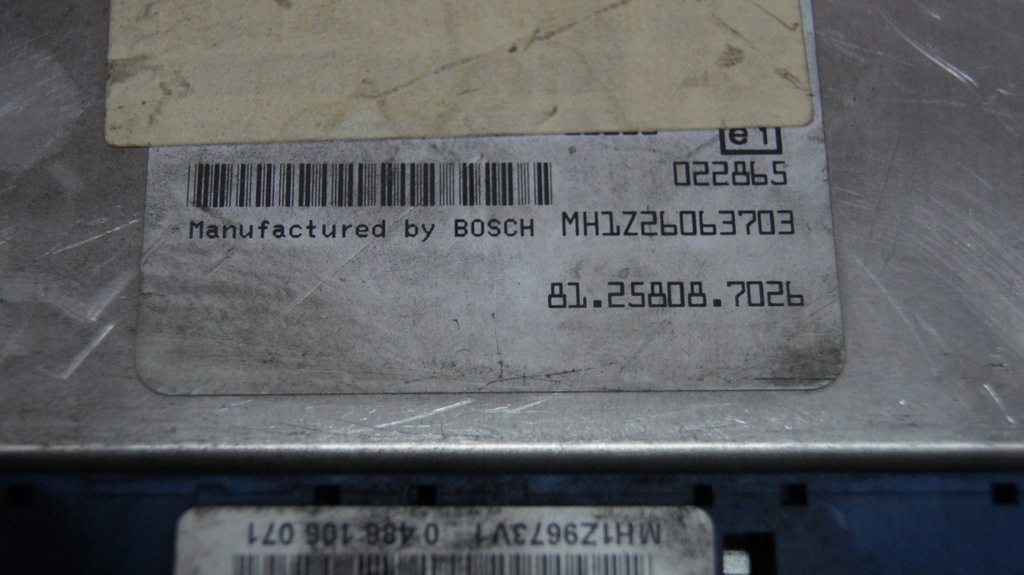 e1
022865
Manufactured by BOSCH MH1Z26063703
81.25808.7026
MH1Z9673V1 0 486 106 071